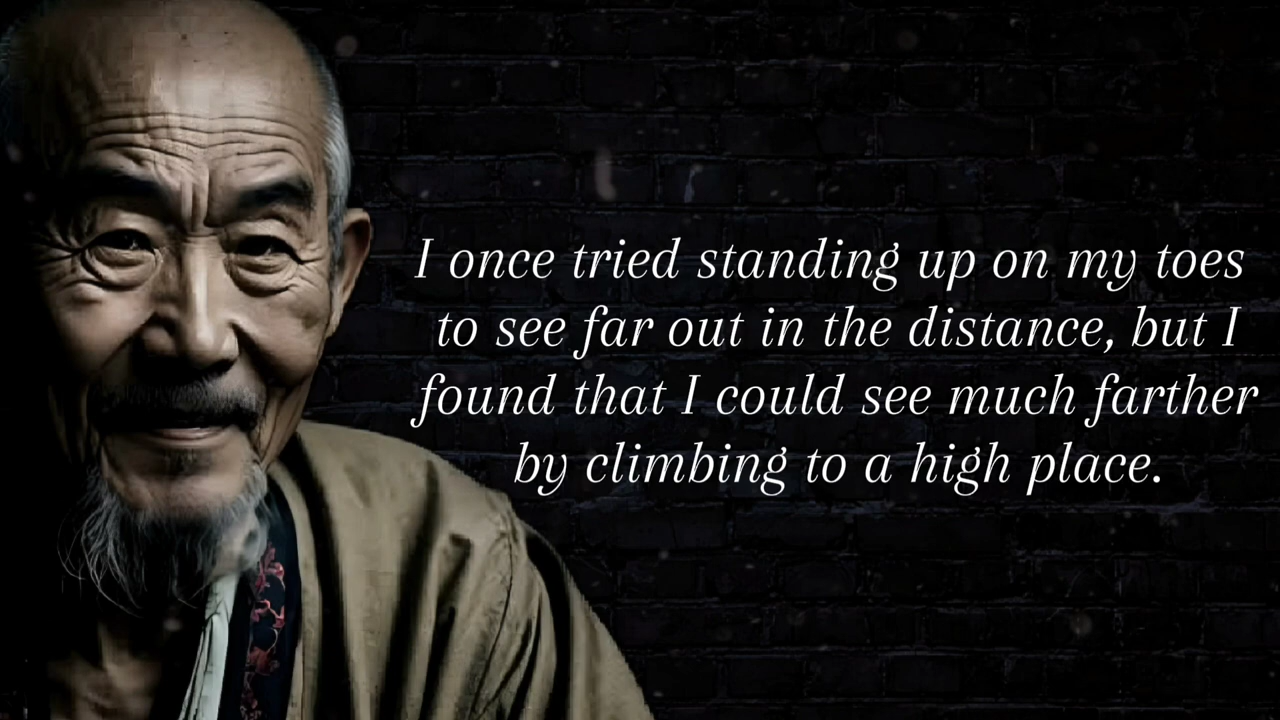 I once tried standing up on my toes
to see far out in the distance, but I
found that I could see much farther
by climbing to a high place.